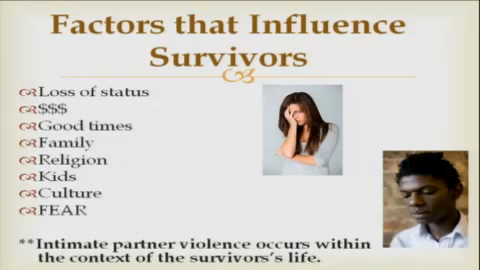 Factors that Influence
Survivors
Loss of status
$$$
Good times
Family
Religion
Kids
Culture
FEAR
**Intimate partner violence occurs within
the context of the survivors's life.